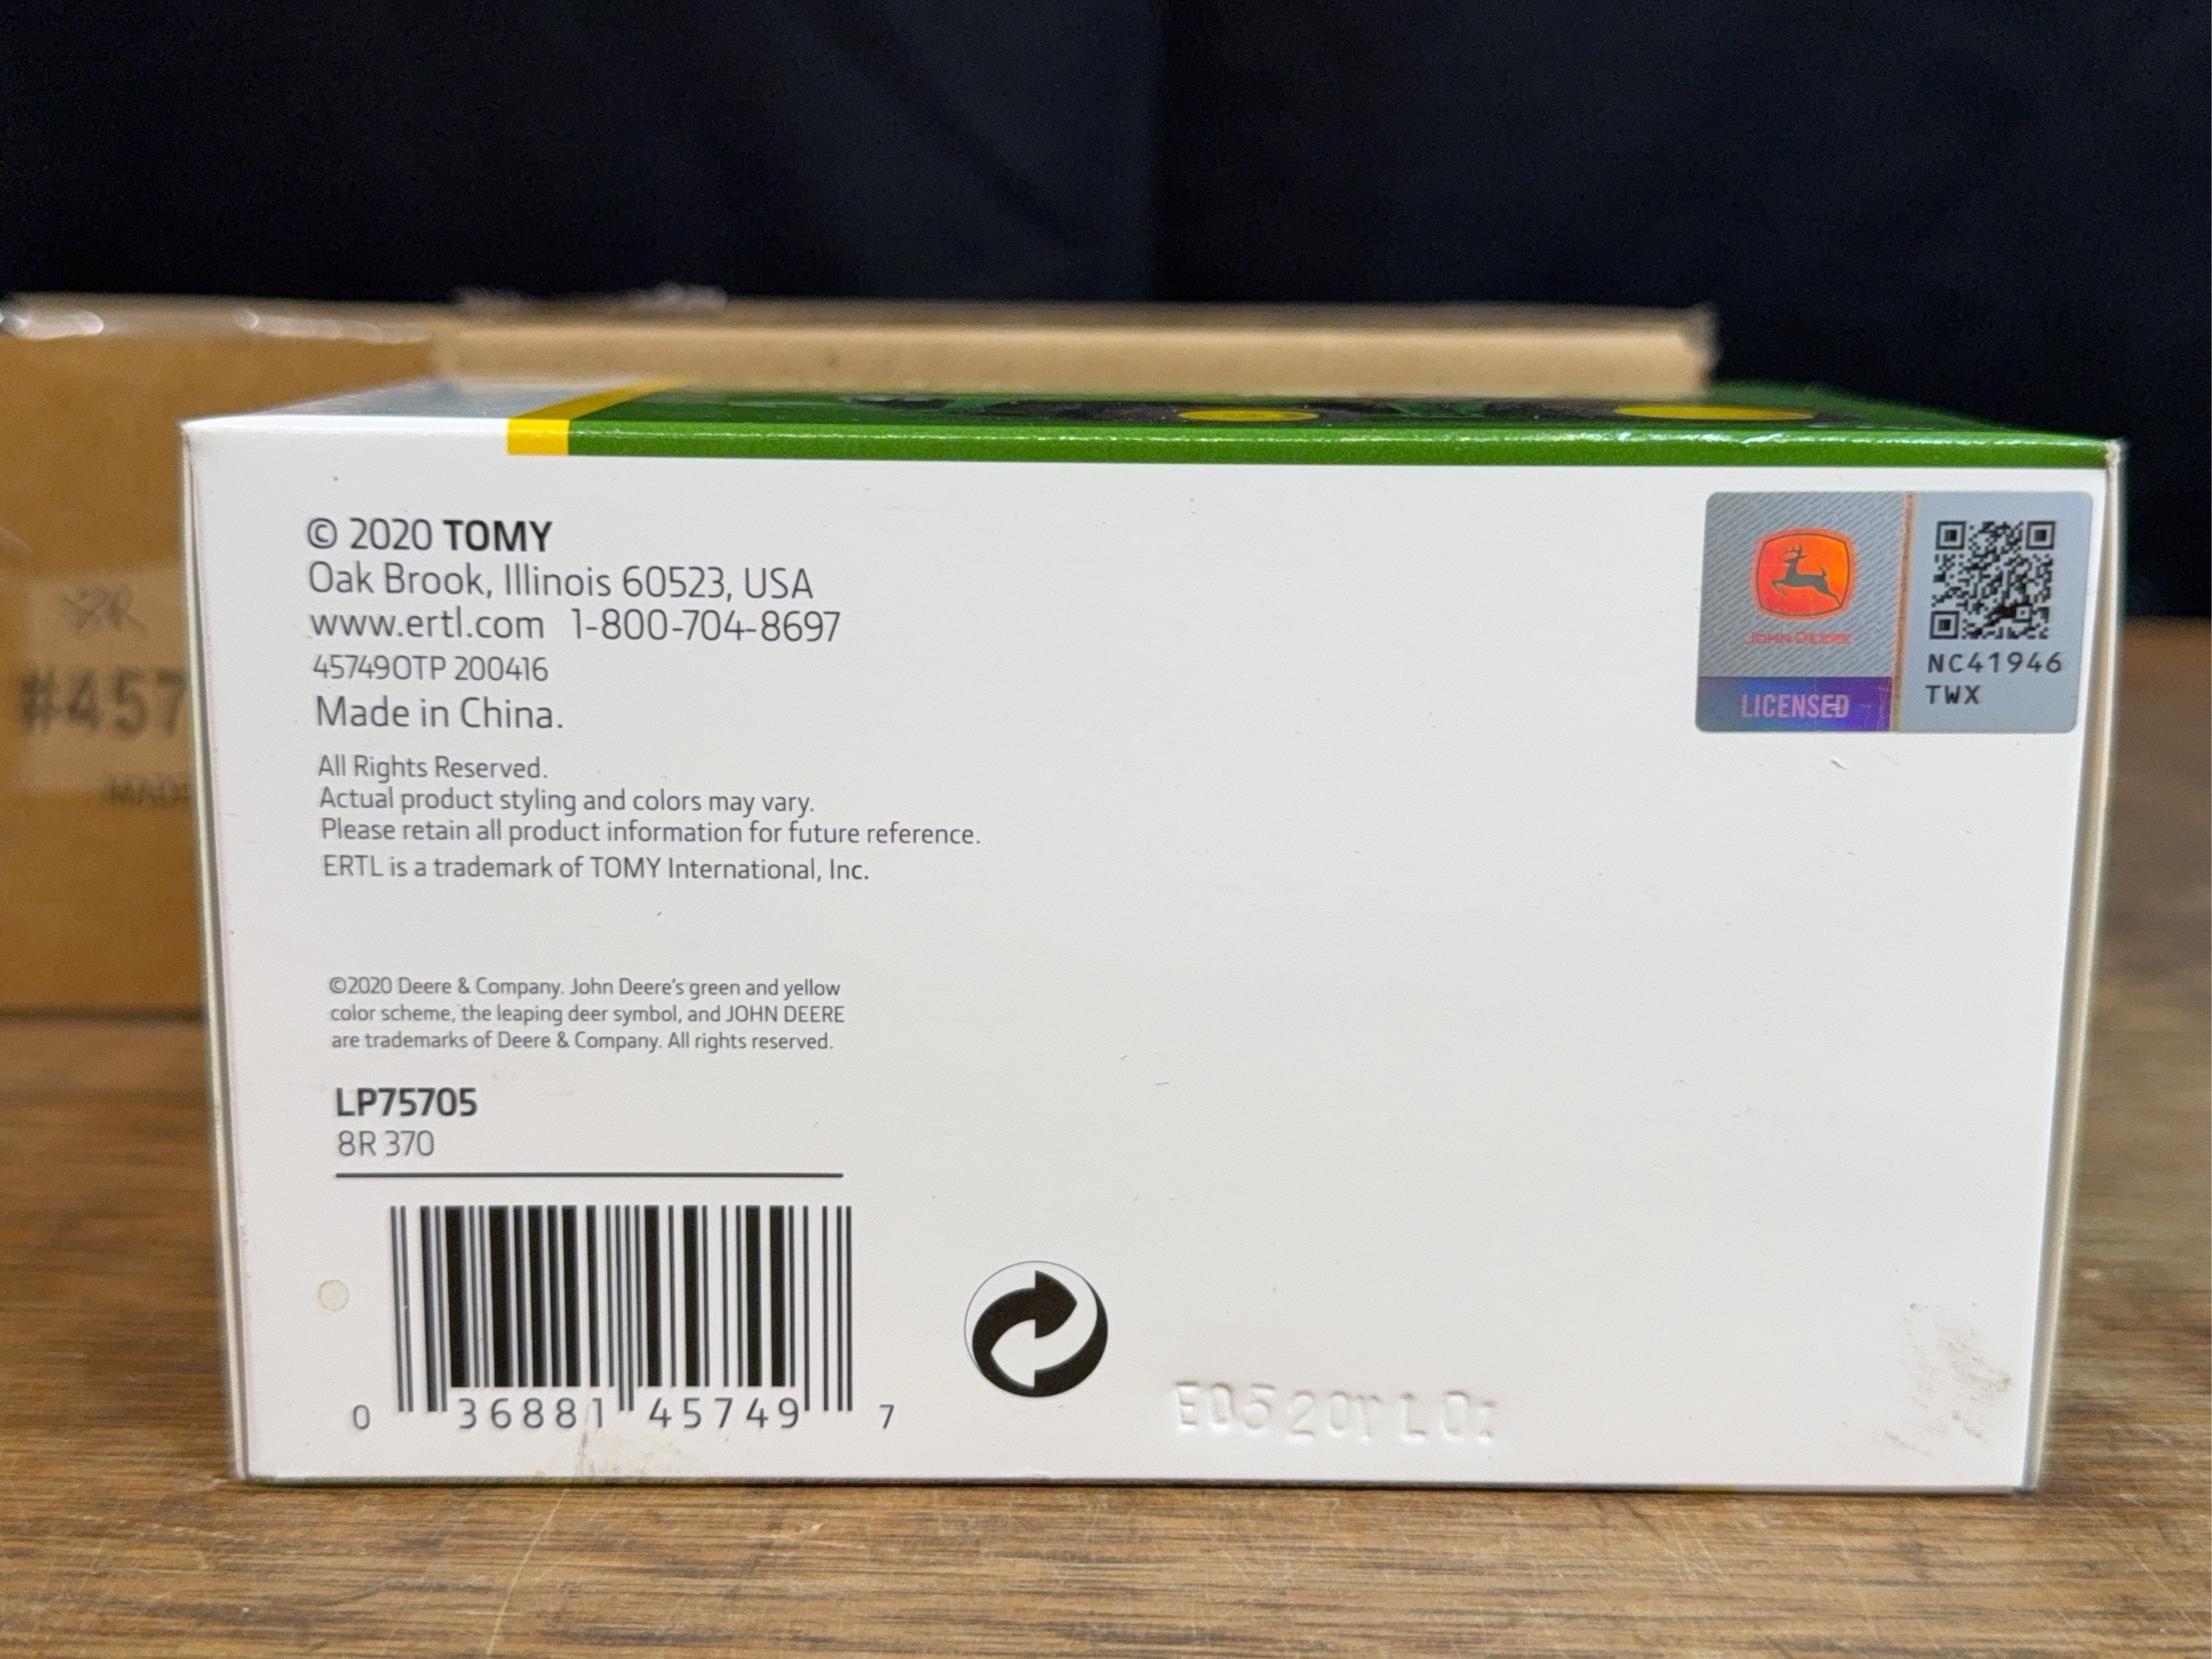 © 2020 TOMY
Oak Brook, Illinois 60523, USA
www.ertl.com 1-800-704-8697
45749OTP 200416
Made in China.
All Rights Reserved.
Actual product styling and colors may vary.
Please retain all product information for future reference.
ERTL is a trademark of TOMY International, Inc.
©2020 Deere & Company. John Deere's green and yellow
color scheme, the leaping deer symbol, and JOHN DEERE
are trademarks of Deere & Company. All rights reserved.
LP75705
8R 370
0 36881 45749 7
JOHN DEERE
LICENSED
NC41946
TWX
#457